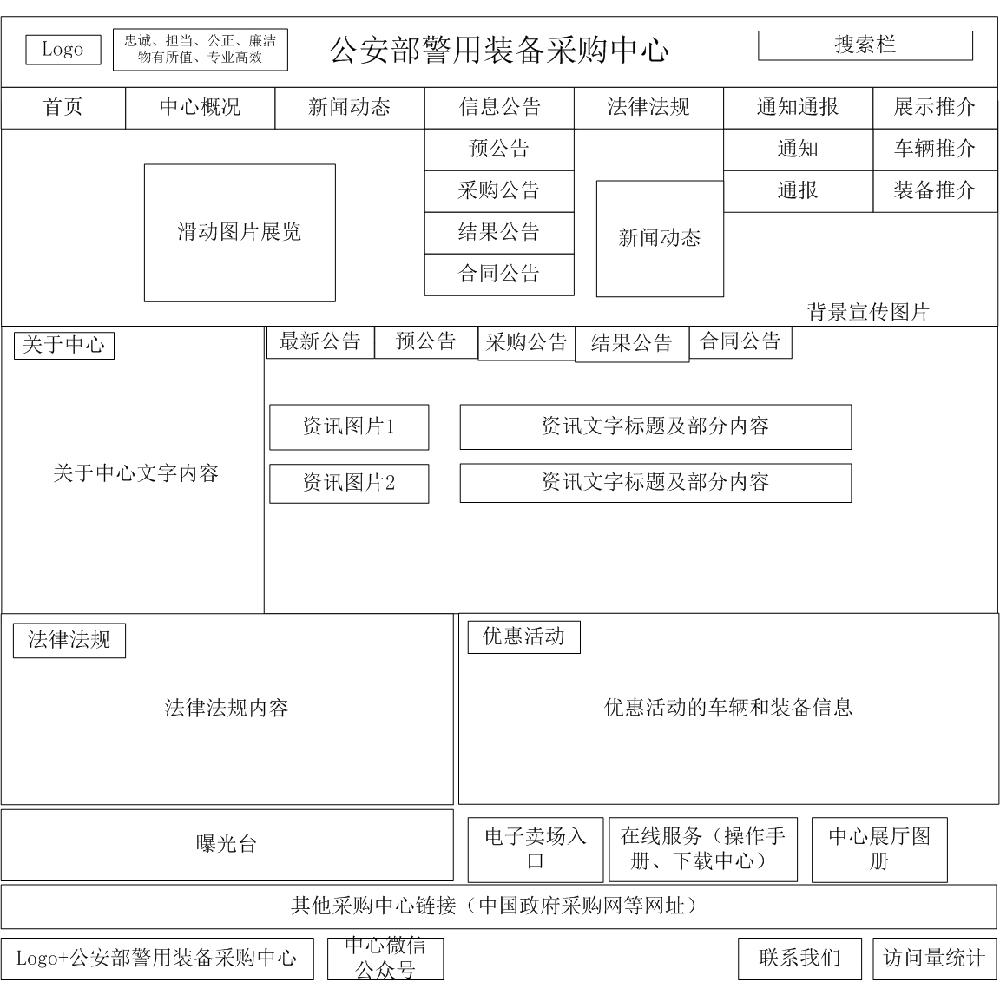 Logo
忠诚、担当、公正、廉洁
物有所值、专业高效
公安部警用装备采购中心
搜索栏
首页
中心概况
新闻动态
信息公告
法律法规
通知通报
展示推介
预公告
通知
车辆推介
采购公告
通报
装备推介
滑动图片展览
结果公告
新闻动态
合同公告
背景宣传图片
关于中心
最新公告
预公告
采购公告
结果公告
合同公告
资讯图片1
资讯文字标题及部分内容
关于中心文字内容
资讯图片2
资讯文字标题及部分内容
法律法规
优惠活动
法律法规内容
优惠活动的车辆和装备信息
曝光台
电子卖场入
口
在线服务（操作手
册、下载中心）
中心展厅图
册
其他采购中心链接（中国政府采购网等网址）
Logo+公安部警用装备采购中心
中心微信
公众号
联系我们
访问量统计